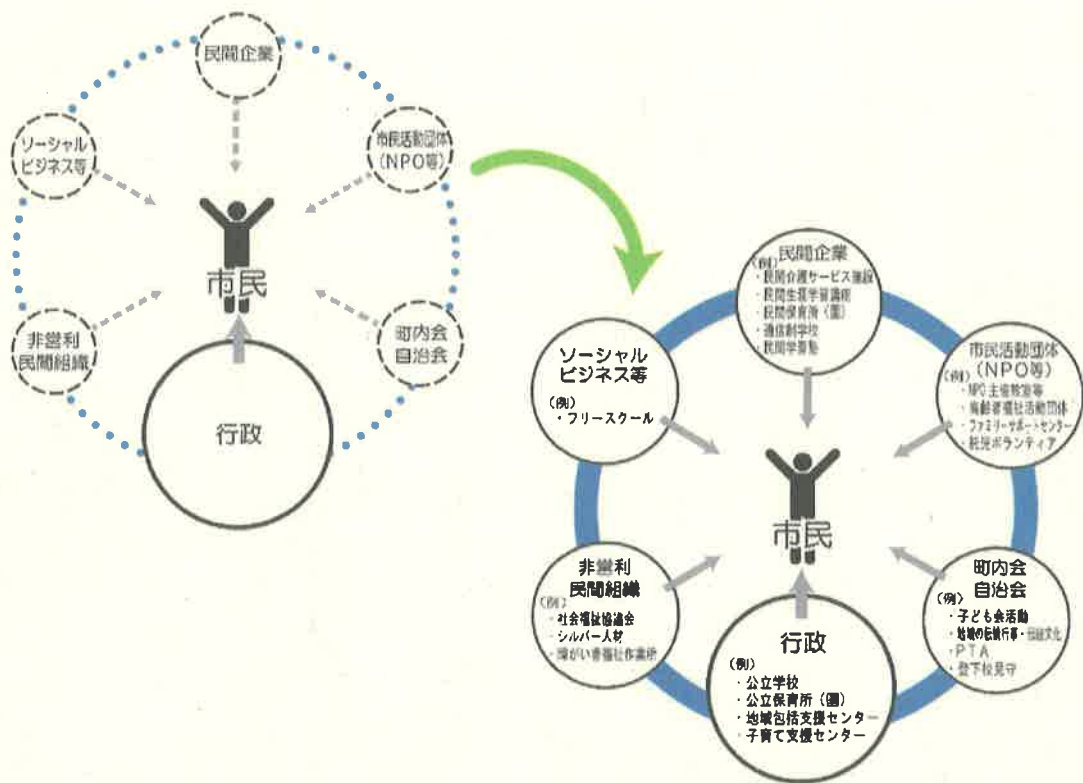 民間企業
ソーシャル
ビジネス等
市民活動団体
(NPO等)
市民
非営利
民間組織
町内会
自治会
行政
民間企業
(例)
・民間介護サービス施設
・民間生涯学習講座
・民間保育所(園)
・通信制学校
・民間学習塾
ソーシャル
ビジネス等
(例)
・フリースクール
市民活動団体
(NPO等)
(例)
・NPO主催教室等
・高齢者福祉活動団体
・ファミリーサポートセンター
・託児ボランティア
市民
非営利
民間組織
(例)
・社会福祉協議会
・シルバー人材
・障がい者福祉作業所
町内会
自治会
(例)
・子ども会活動
・地域の伝統行事・伝統文化
・PTA
・登下校見守
行政
(例)
・公立学校
・公立保育所(園)
・地域包括支援センター
・子育て支援センター